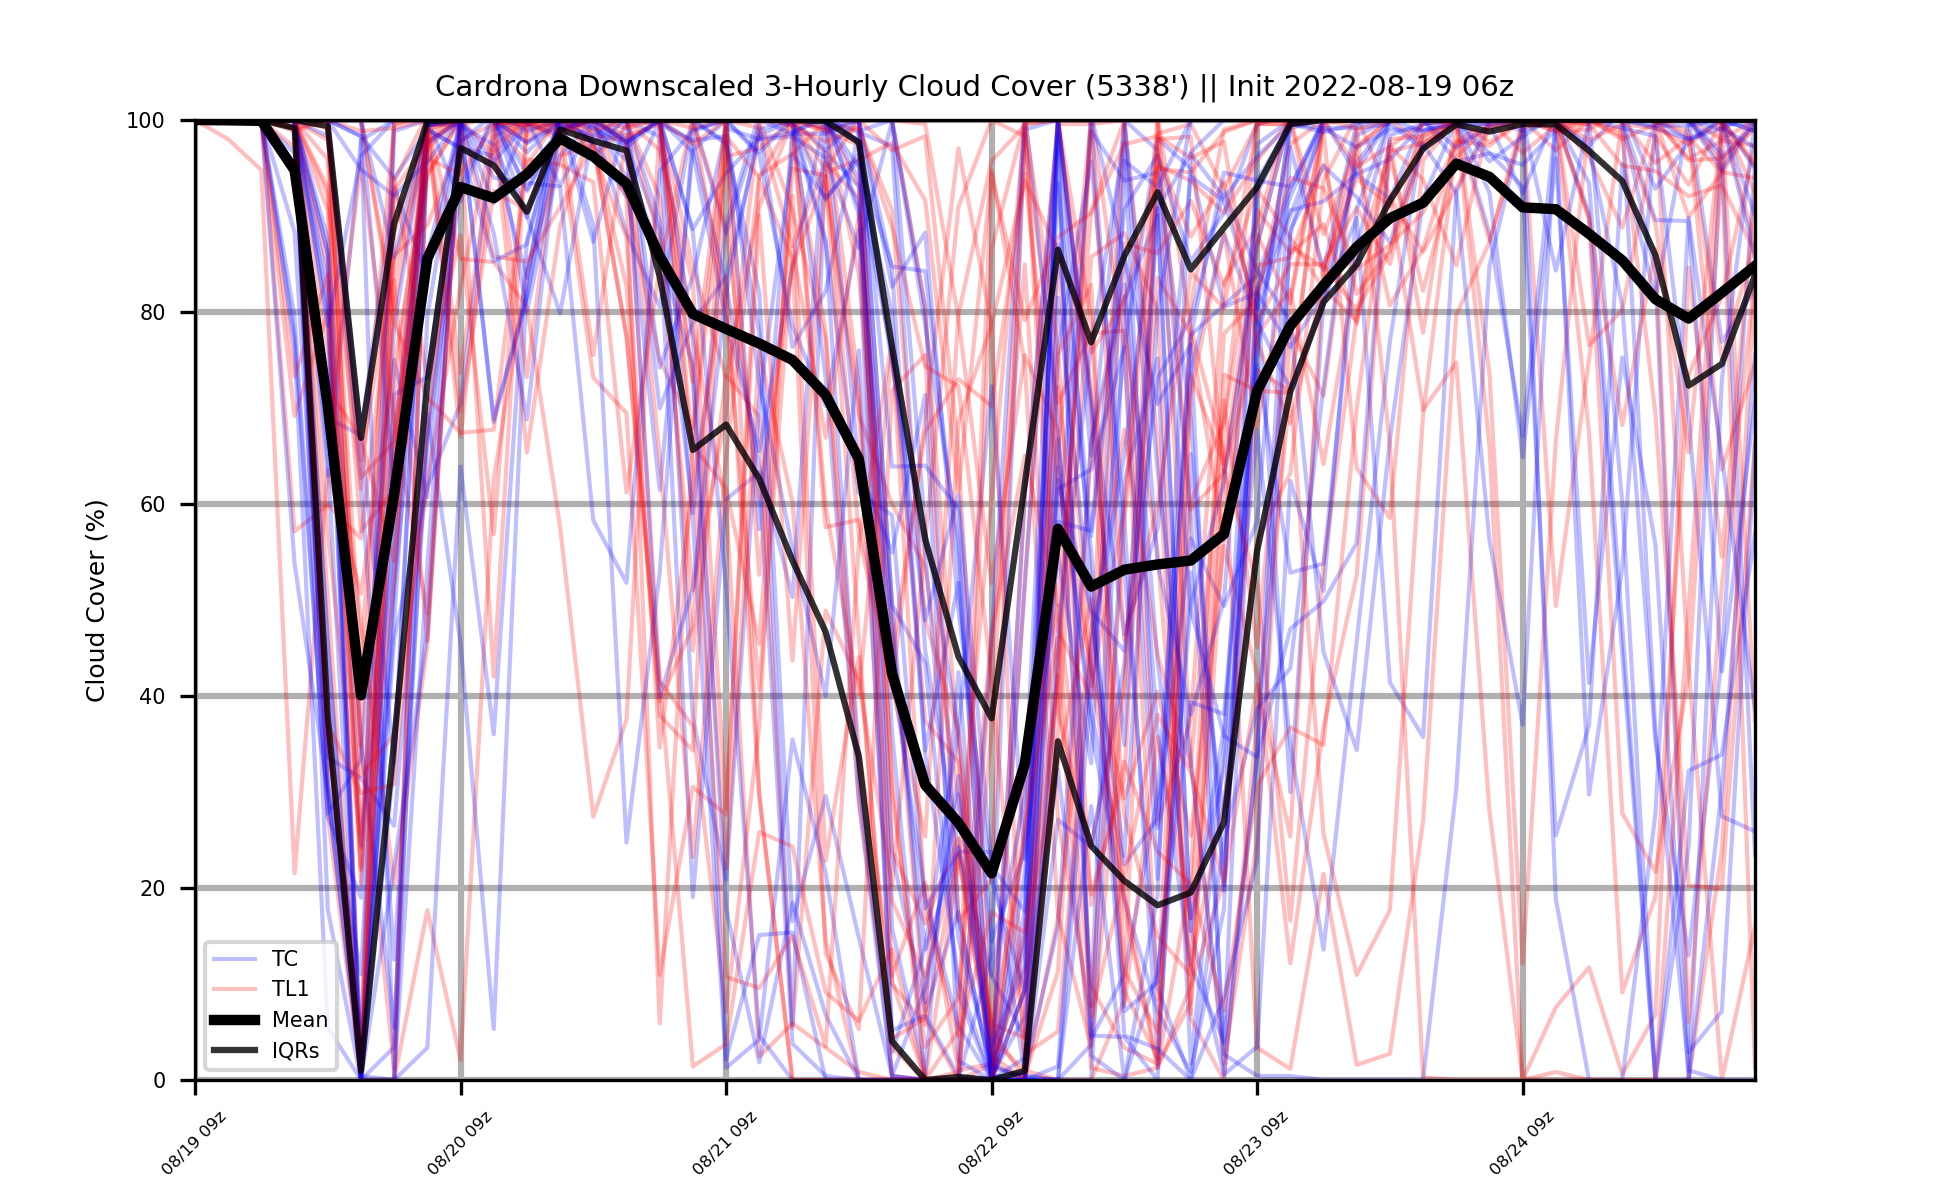 Cardrona Downscaled 3-Hourly Cloud Cover (5338') || Init 2022-08-19 06z
Cloud Cover (%)
100
80
60
40
20
0
TC
TL1
Mean
IQRs
08/19 09z
08/20 09z
08/21 09z
08/22 09z
08/23 09z
08/24 09z